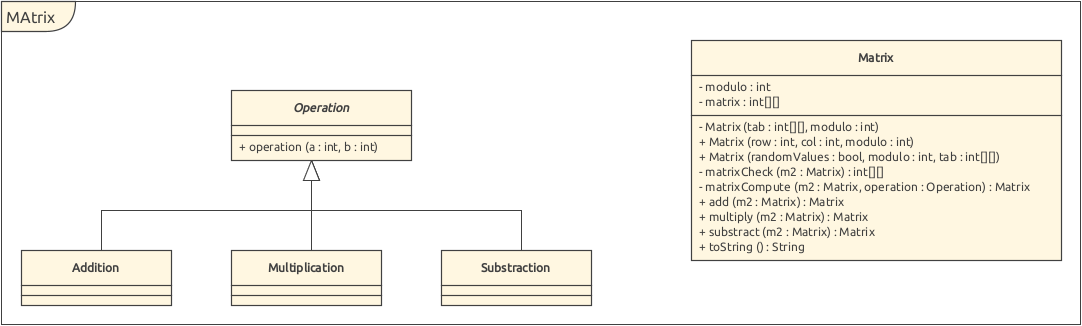 MAtrix
Operation
+ operation (a : int, b : int)
Addition
Multiplication
Substraction
Matrix
- modulo : int
- matrix : int[][]
- Matrix (tab : int[][], modulo : int)
+ Matrix (row : int, col : int, modulo : int)
+ Matrix (randomValues : bool, modulo : int, tab : int[][])
- matrixCheck (m2 : Matrix) : int[][]
- matrixCompute (m2 : Matrix, operation : Operation) : Matrix
+ add (m2 : Matrix) : Matrix
+ multiply (m2 : Matrix) : Matrix
+ substract (m2 : Matrix) : Matrix
+ toString () : String